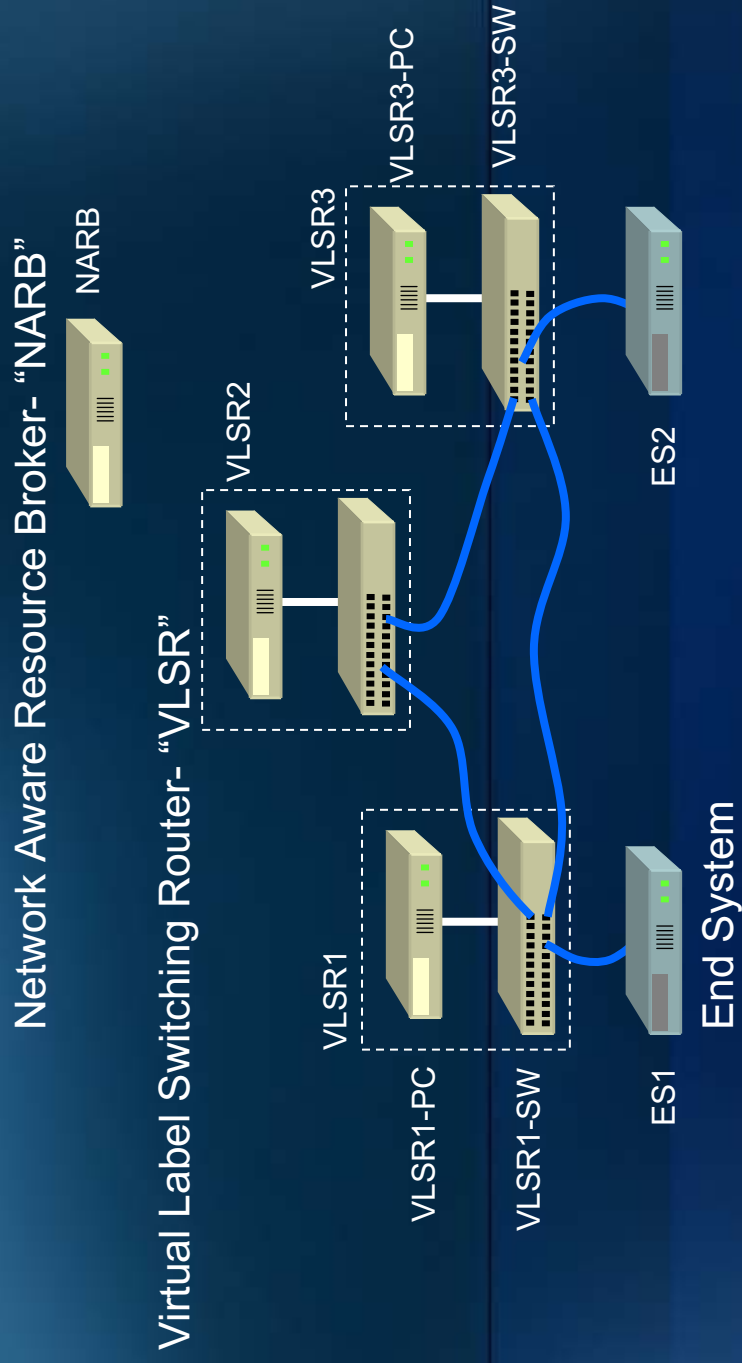 Network Aware Resource Broker- “NARB”
NARB
Virtual Label Switching Router- “VLSR”
VLSR2
VLSR1
VLSR3
VLSR1-PC
VLSR3-PC
VLSR1-SW
VLSR3-SW
ES1
ES2
End System